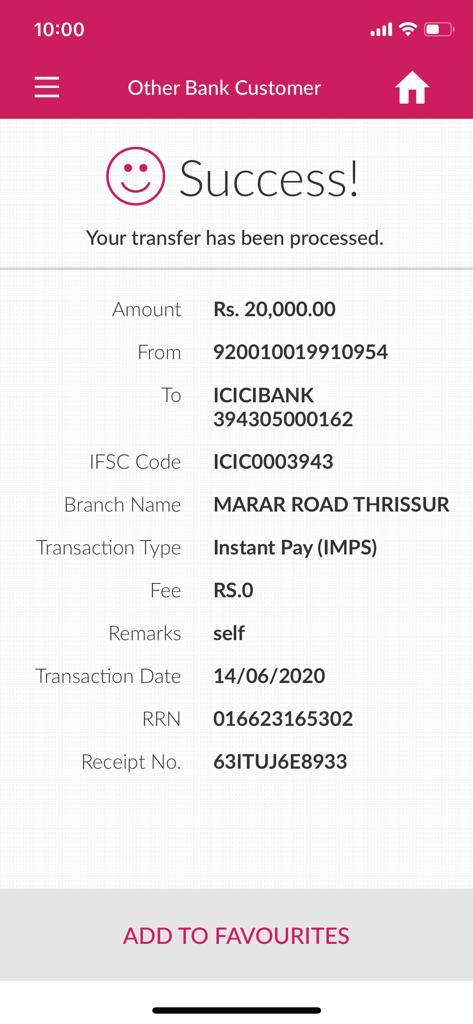 10:00
Other Bank Customer
Success!
Your transfer has been processed.
Amount Rs. 20,000.00
From 920010019910954
To ICICIBANK
394305000162
IFSC Code ICIC0003943
Branch Name MARAR ROAD THRISSUR
Transaction Type Instant Pay (IMPS)
Fee RS.0
Remarks self
Transaction Date 14/06/2020
RRN 016623165302
Receipt No. 63ITUJ6E8933
ADD TO FAVOURITES